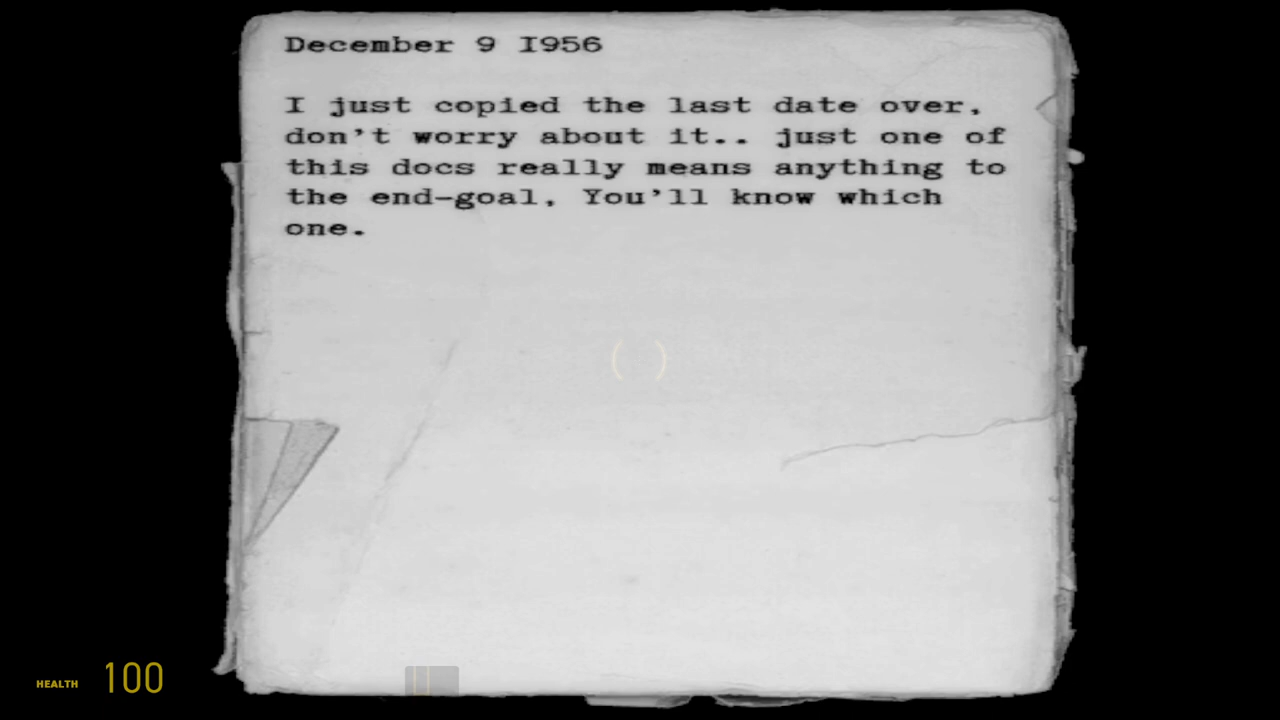 December 9 I956
I just copied the last date over,
don't worry about it.. just one of
this docs really means anything to
the end-goal, You'll know which
one.
HEALTH 100